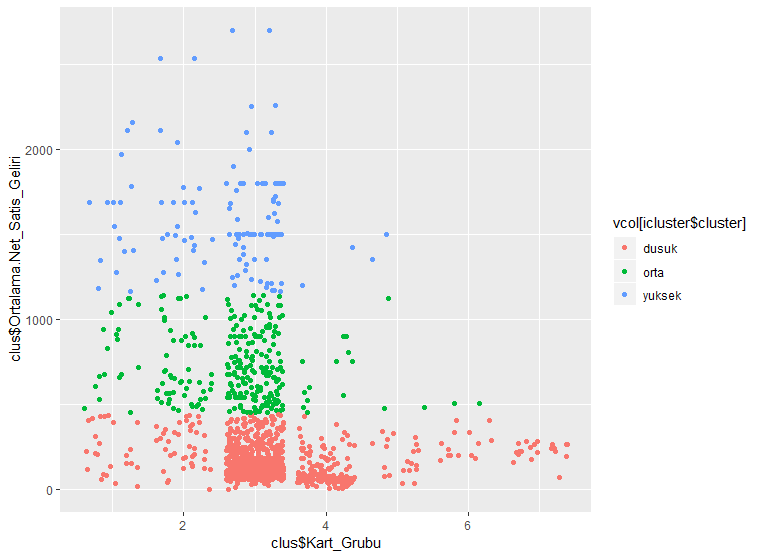 clus$Ortalama.Net_Satis_Geliri
2000
1000
0
2
4
6
clus$Kart_Grubu
vcol[icluster$cluster]
dusuk
orta
yuksek